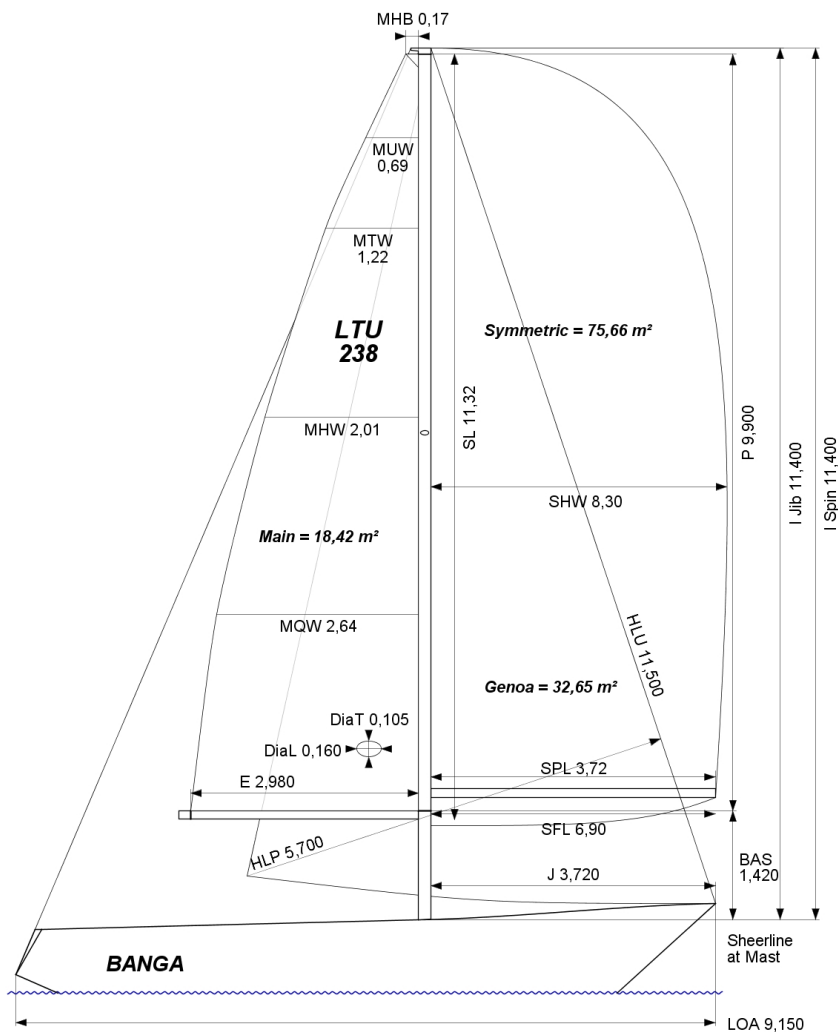 MHB 0,17
MUW
0,69
MTW
1,22
LTU
238
Symmetric = 75,66 m²
SL 11,32
P 9,900
I Jib 11,400
I Spin 11,400
MHW 2,01
0
SHW 8,30
Main = 18,42 m²
MQW 2,64
HLU 11,500
Genoa = 32,65 m²
DiaT 0,105
DiaL 0,160
E 2,980
SPL 3,72
SFL 6,90
HLP 5,700
BAS
1,420
J 3,720
Sheerline
at Mast
BANGA
LOA 9,150